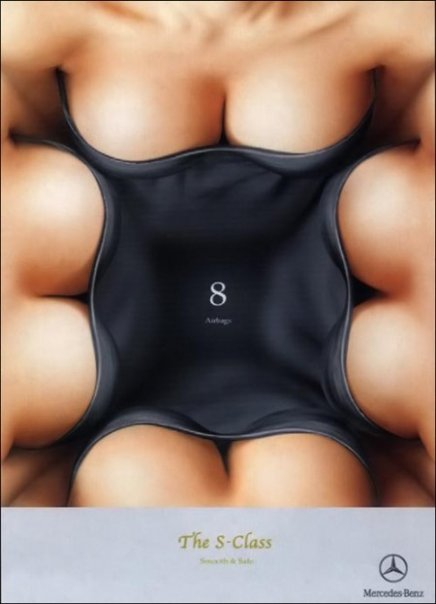 8
Airbags
The S-Class
Smooth & Safe
Mercedes-Benz